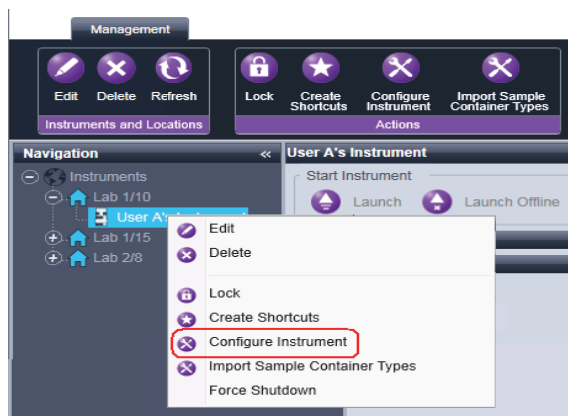 Management
Edit Delete Refresh Lock Create Shortcuts Configure Instrument Import Sample Container Types
Instruments and Locations Actions
Navigation « User A's Instrument
Instruments Start Instrument
Lab 1/10 Launch Launch Offline
User A's
Lab 1/15
Lab 2/8
Edit
Delete
Lock
Create Shortcuts
Configure Instrument
Import Sample Container Types
Force Shutdown